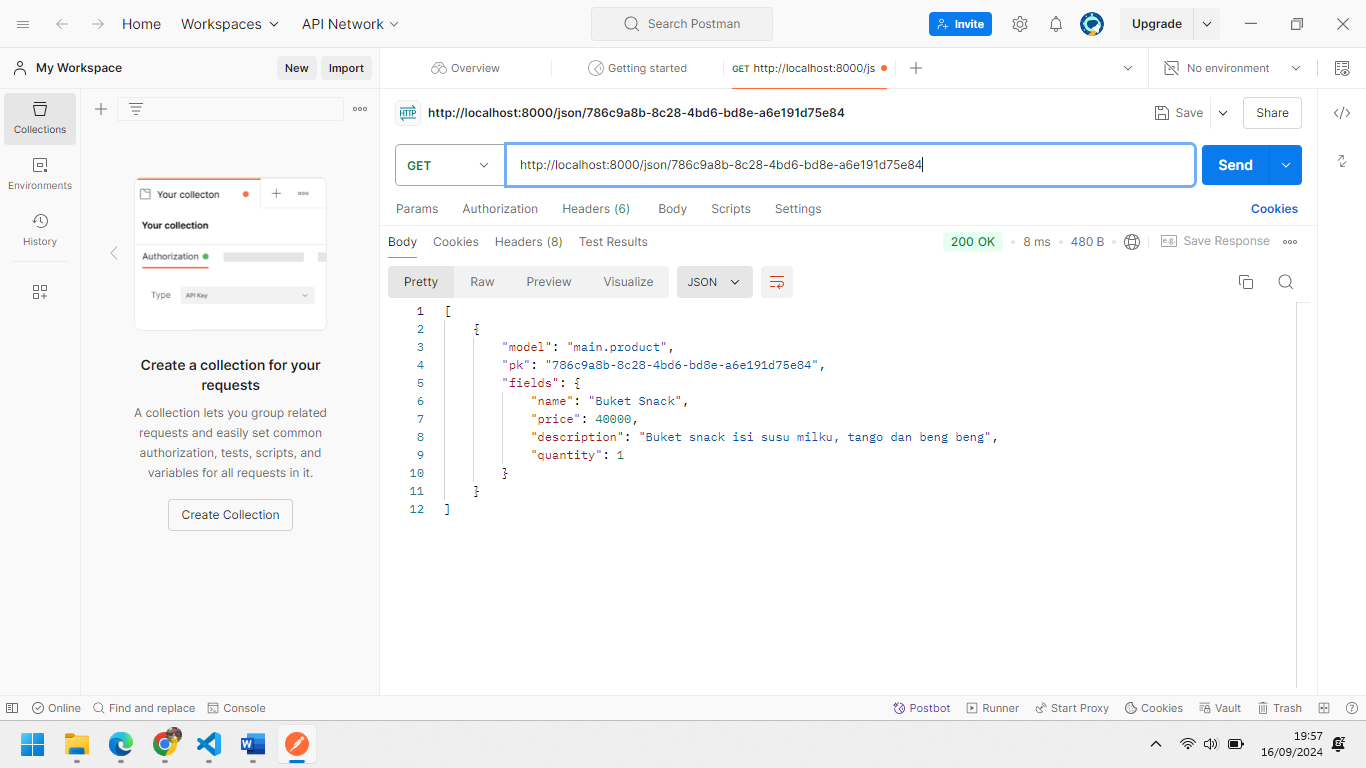 Home
Workspaces
API Network
Search Postman
Invite
Upgrade
My Workspace
New
Import
Overview
Getting started
GET http://localhost:8000/js
No environment
Collections
Environments
History
HTTP
http://localhost:8000/json/786c9a8b-8c28-4bd6-bd8e-a6e191d75e84
Save
Share
GET
http://localhost:8000/json/786c9a8b-8c28-4bd6-bd8e-a6e191d75e84
Send
Params
Authorization
Headers (6)
Body
Scripts
Settings
Cookies
Your collecton
Your collection
Authorization
Type
API Key
Create a collection for your
requests
A collection lets you group related
requests and easily set common
authorization, tests, scripts, and
variables for all requests in it.
Create Collection
Body
Cookies
Headers (8)
Test Results
200 OK
8 ms
480 B
e.g.
Save Response
Pretty
Raw
Preview
Visualize
JSON
1 [
2 {
3 "model": "main.product",
4 "pk": "786c9a8b-8c28-4bd6-bd8e-a6e191d75e84",
5 "fields": {
6 "name": "Buket Snack",
7 "price": 40000,
8 "description": "Buket snack isi susu milku, tango dan beng beng",
9 "quantity": 1
10 }
11 }
12 ]
Online
Find and replace
Console
Postbot
Runner
Start Proxy
Cookies
Vault
Trash
19:57
16/09/2024